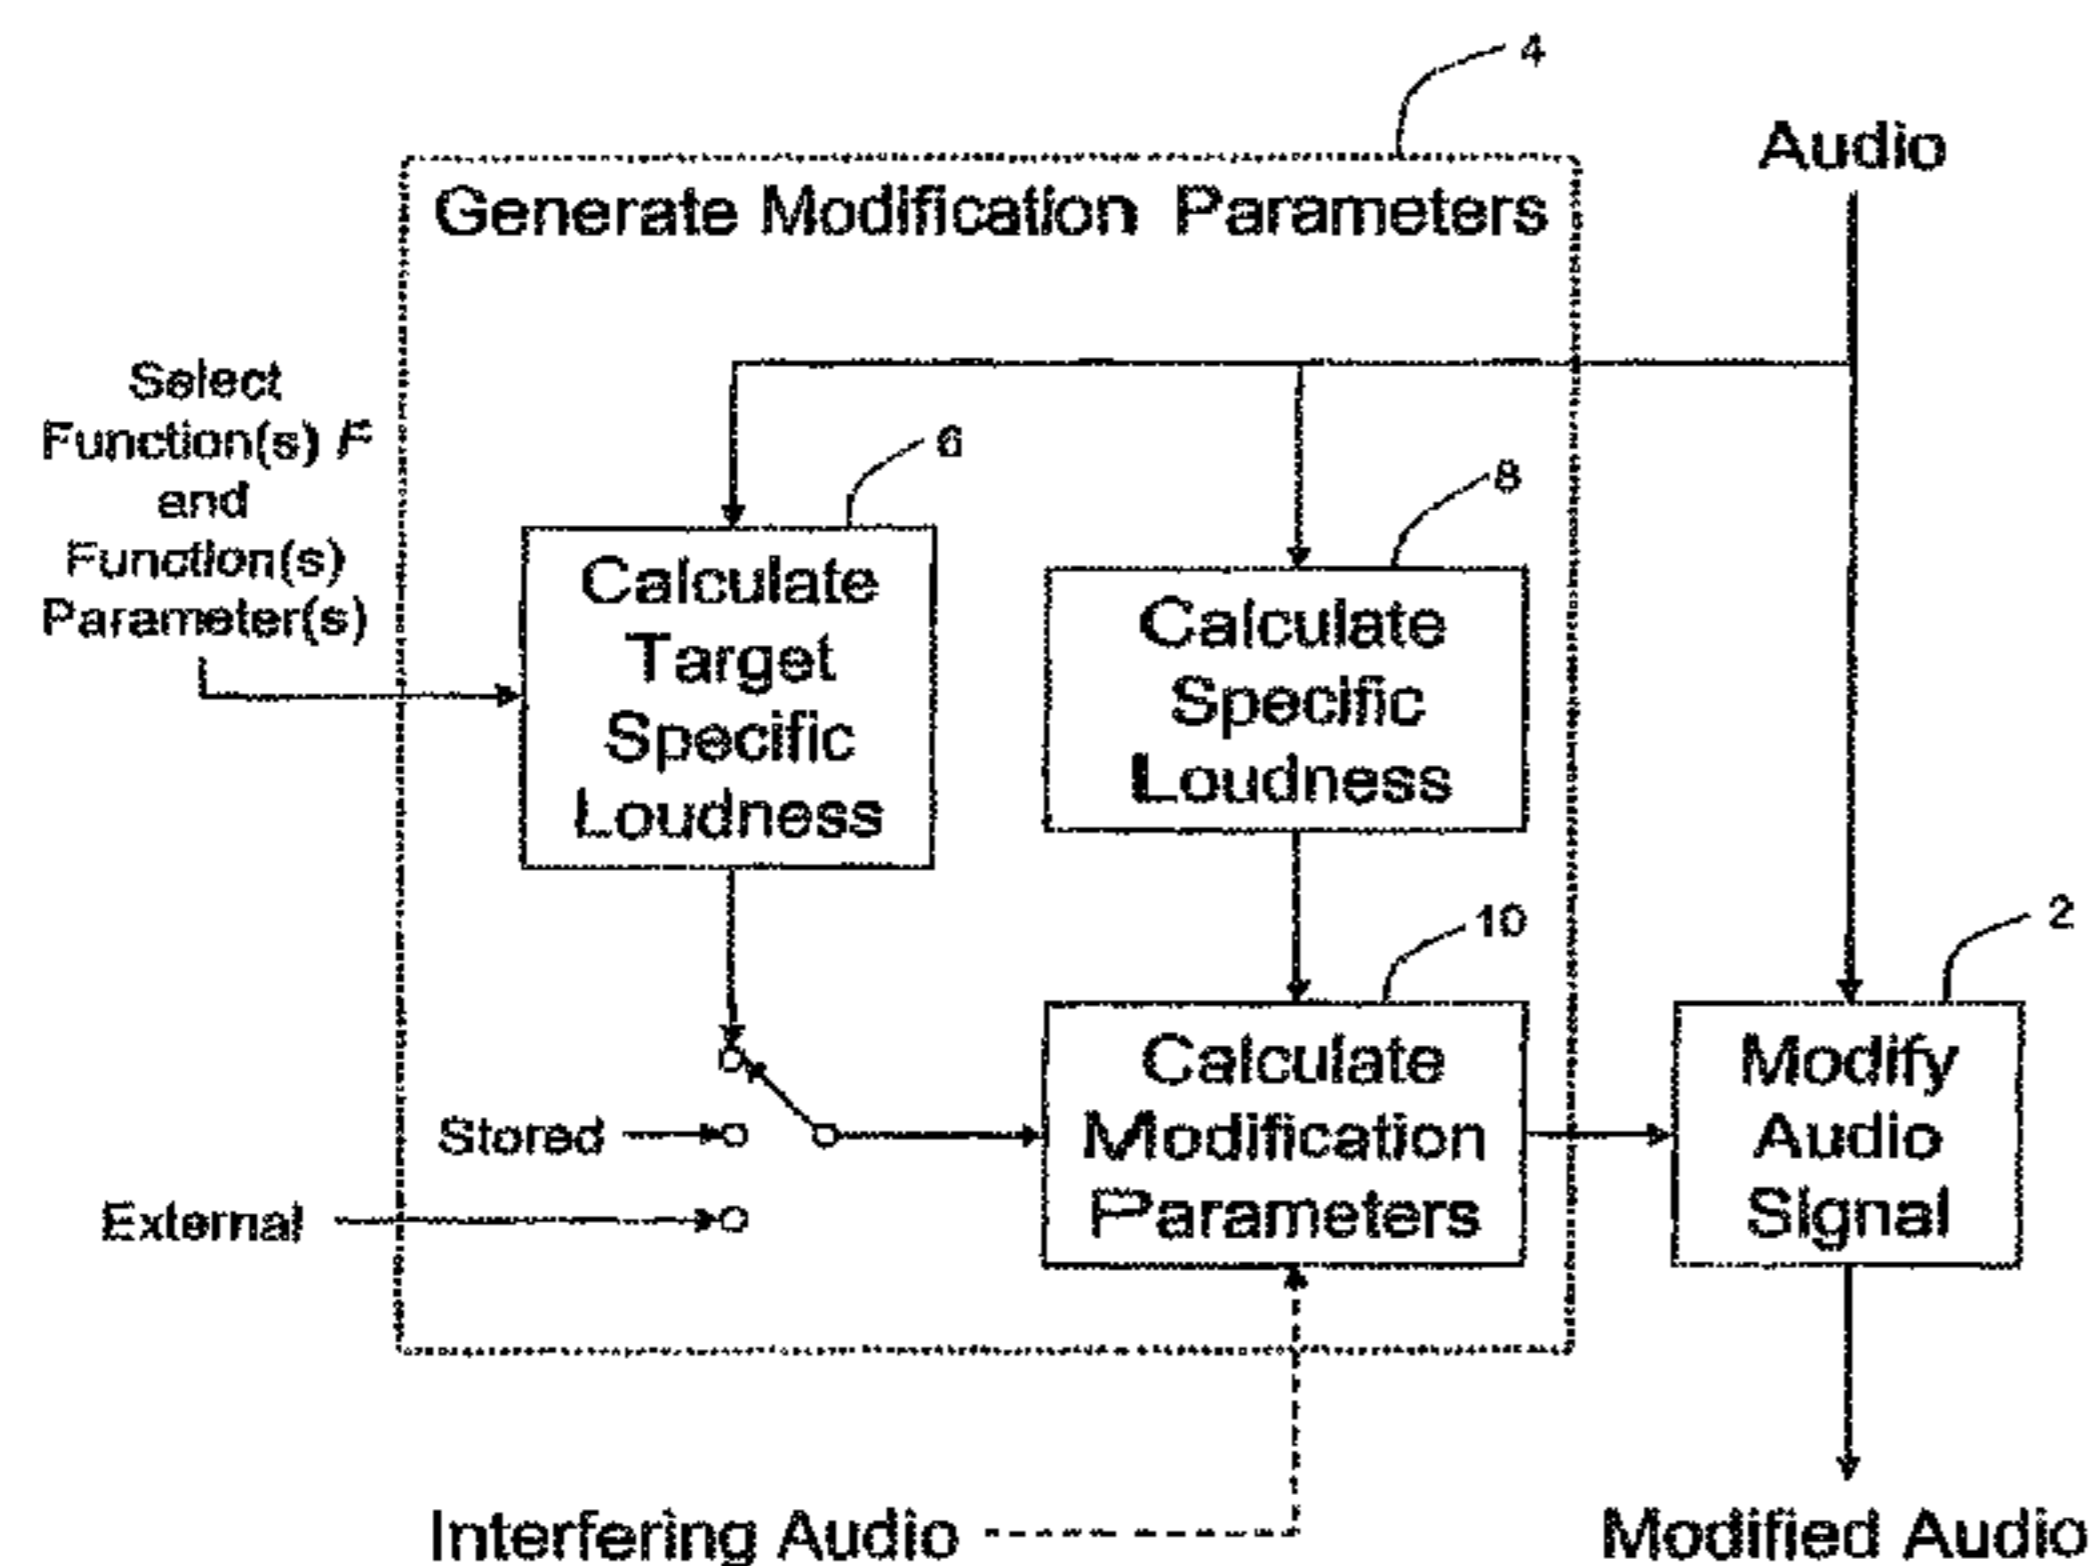 4
Audio
Generate Modification Parameters
Select
Function(s) F
and
Function(s)
Parameter(s)
6
Calculate
Target
Specific
Loudness
8
Calculate
Specific
Loudness
10
Calculate
Modification
Parameters
2
Modify
Audio
Signal
Stored
External
Interfering Audio
Modified Audio